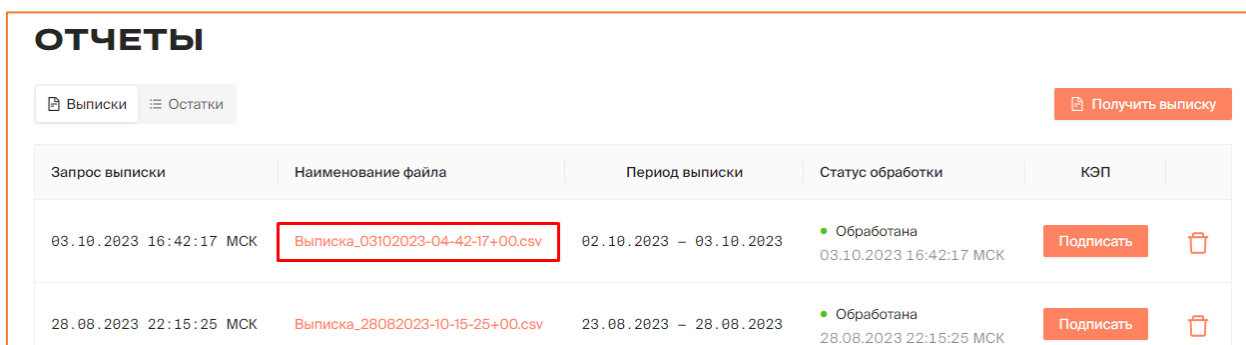 ОТЧЕТЫ
Выписки Остатки Получить выписку
Запрос выписки Наименование файла Период выписки Статус обработки КЭП
03.10.2023 16:42:17 МСК Выписка_03102023-04-42-17+00.csv 02.10.2023 – 03.10.2023 Обработана Подписать
03.10.2023 16:42:17 МСК
28.08.2023 22:15:25 МСК Выписка_28082023-10-15-25+00.csv 23.08.2023 – 28.08.2023 Обработана Подписать
28.08.2023 22:15:25 МСК